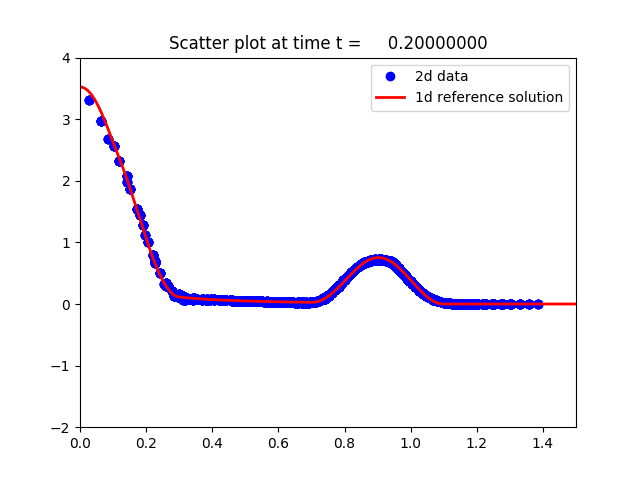 Scatter plot at time t =      0.20000000
2d data
1d reference solution
4
3
2
1
0
−1
−2
0.0 0.2 0.4 0.6 0.8 1.0 1.2 1.4